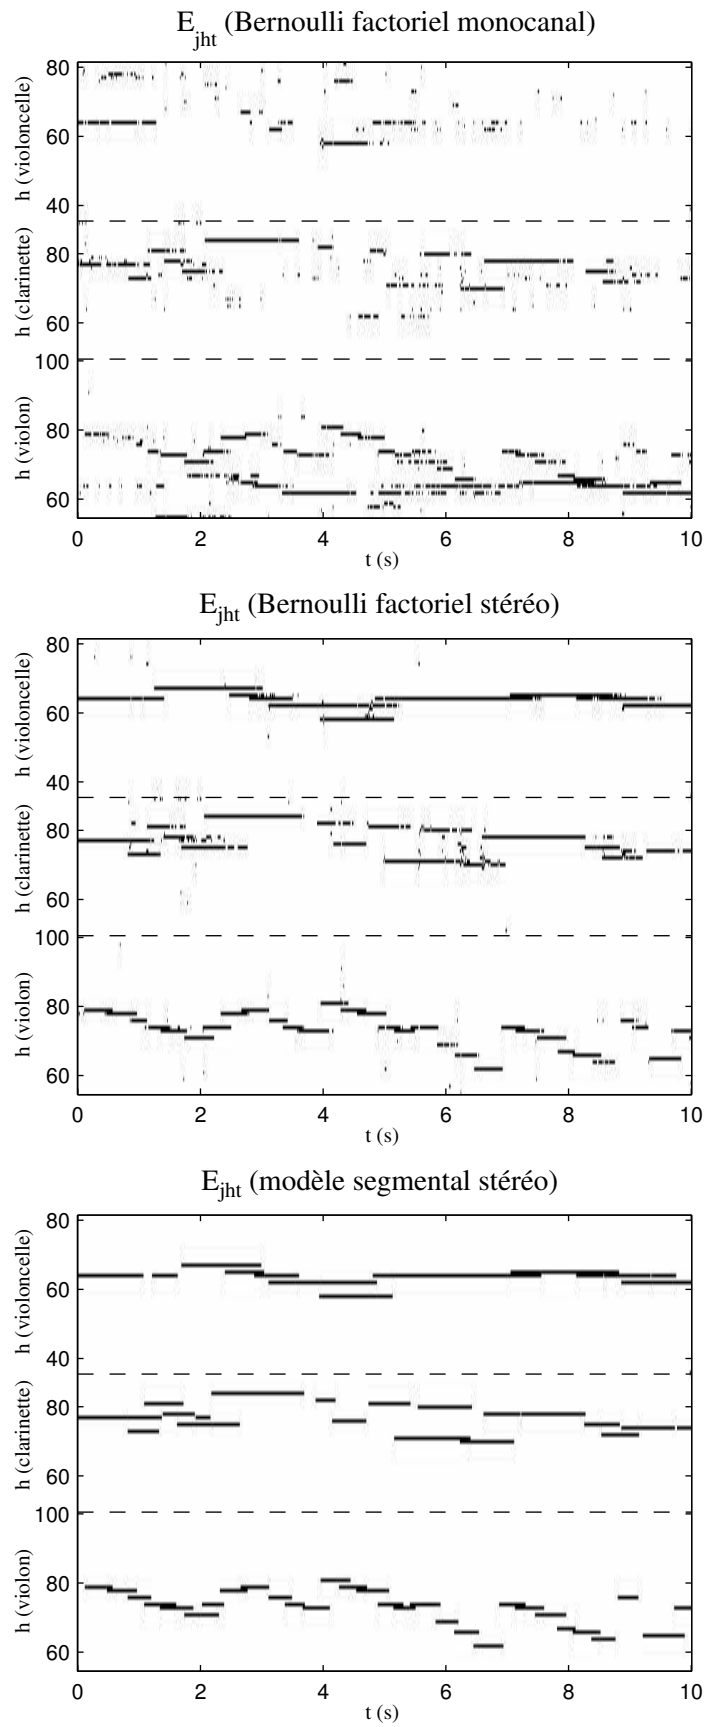 E_jht (Bernoulli factoriel monocanal)
h (violoncelle)
80
60
40
h (clarinette)
80
60
h (violon)
100
80
60
0 2 4 6 8 10
t (s)
E_jht (Bernoulli factoriel stéréo)
h (violoncelle)
80
60
40
h (clarinette)
80
60
h (violon)
100
80
60
0 2 4 6 8 10
t (s)
E_jht (modèle segmental stéréo)
h (violoncelle)
80
60
40
h (clarinette)
80
60
h (violon)
100
80
60
0 2 4 6 8 10
t (s)